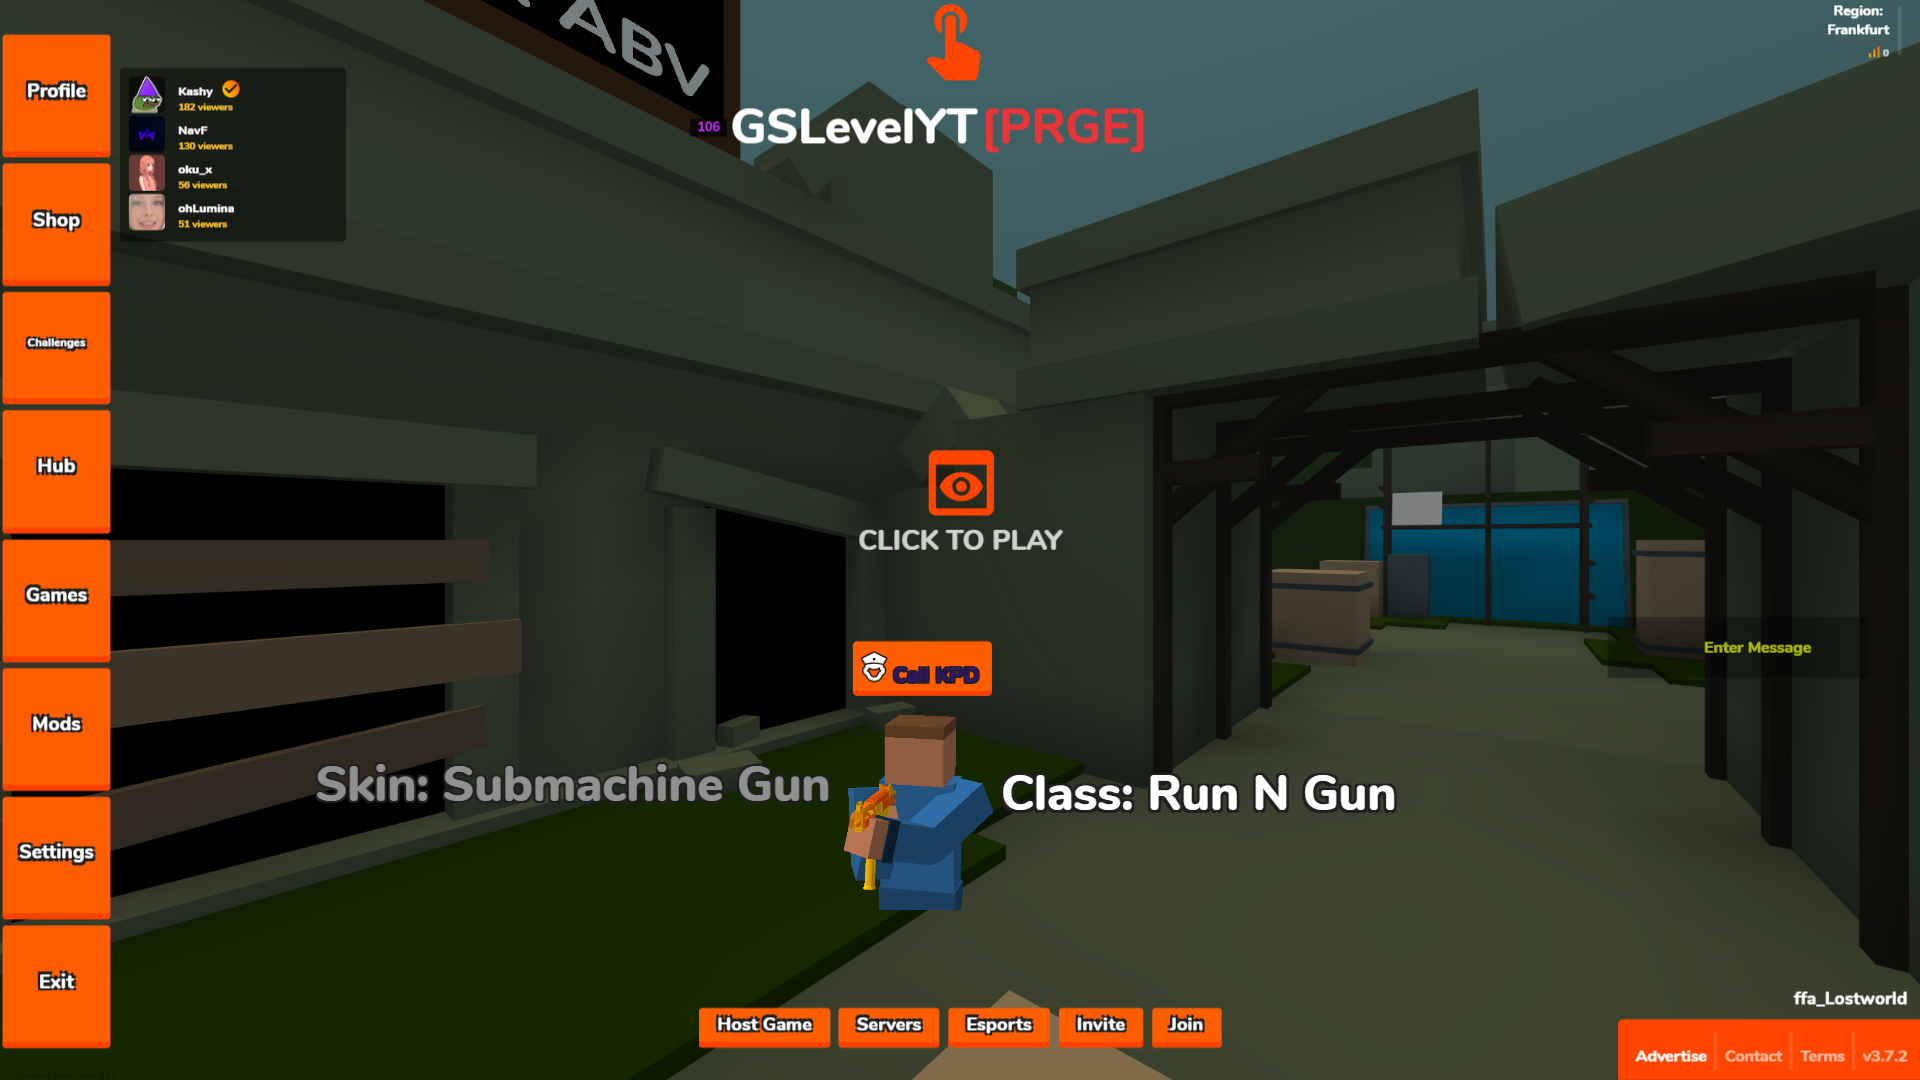 ABV
Region:
Frankfurt
0
Profile
Shop
Challenges
Hub
Games
Mods
Settings
Exit
Kashy
182 viewers
NavF
130 viewers
oku_x
56 viewers
ohLumina
51 viewers
106 GSLevelYT [PRGE]
CLICK TO PLAY
Enter Message
Call KPD
Skin: Submachine Gun
Class: Run N Gun
ffa_Lostworld
Host Game
Servers
Esports
Invite
Join
Advertise
Contact
Terms
v3.7.2